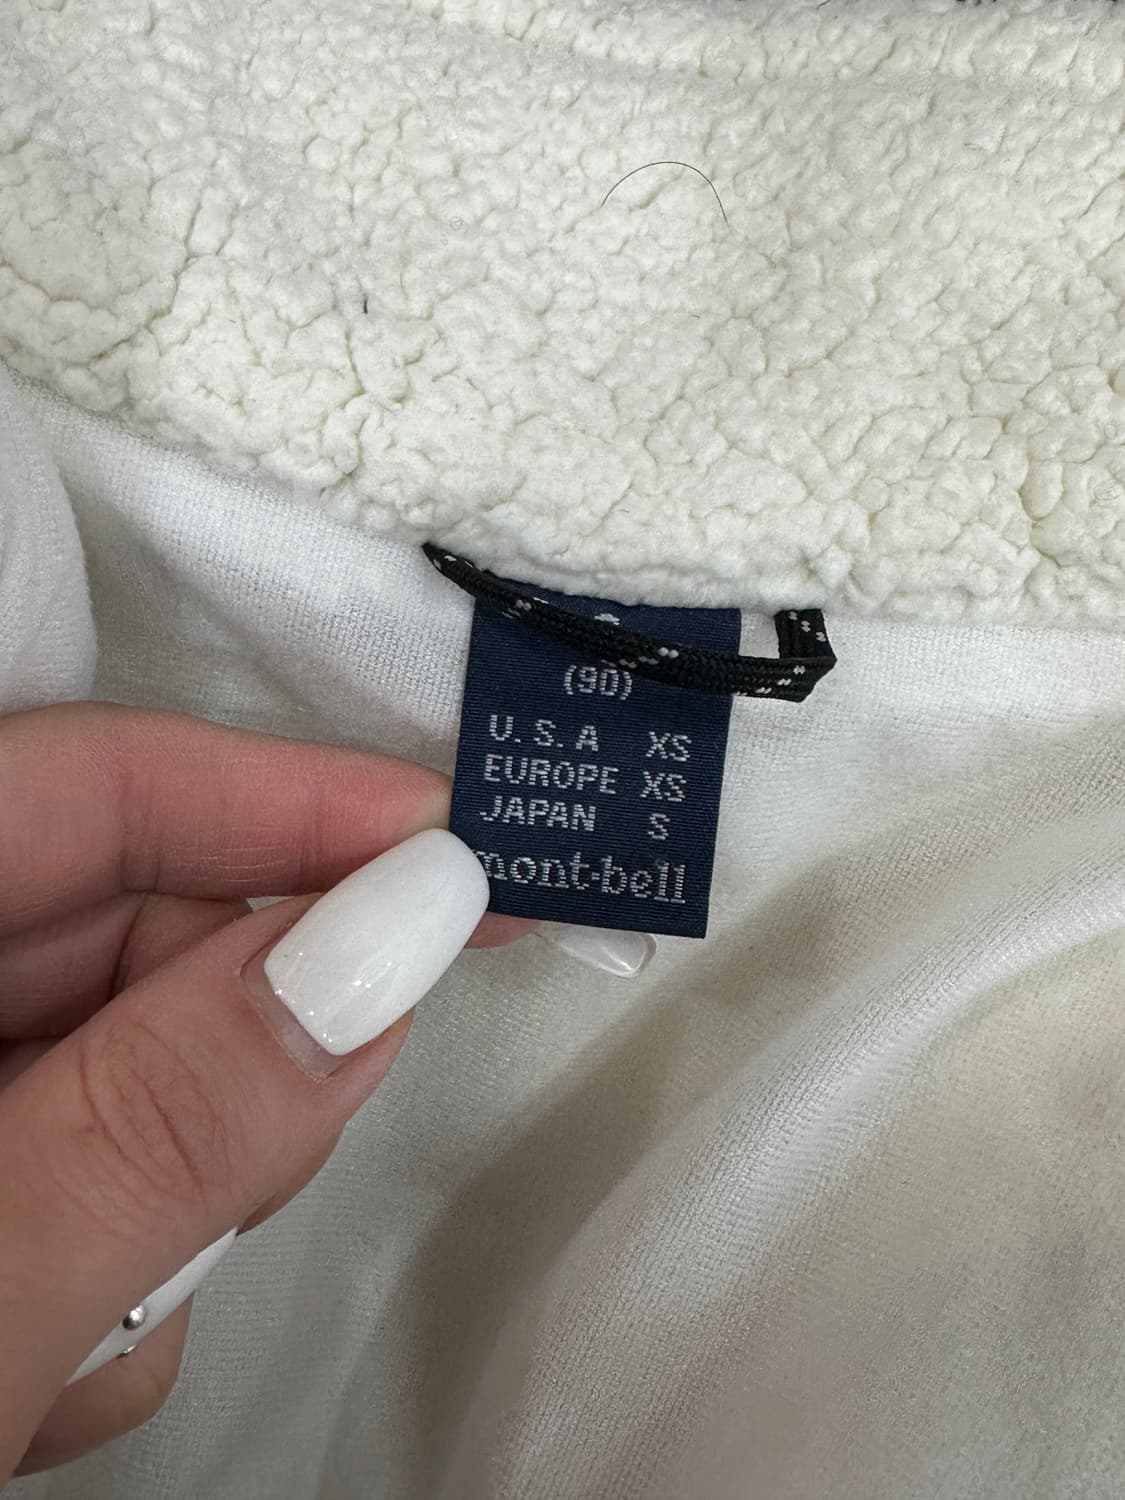 (90)
U.S.A XS
EUROPE XS
JAPAN S
mont-bell